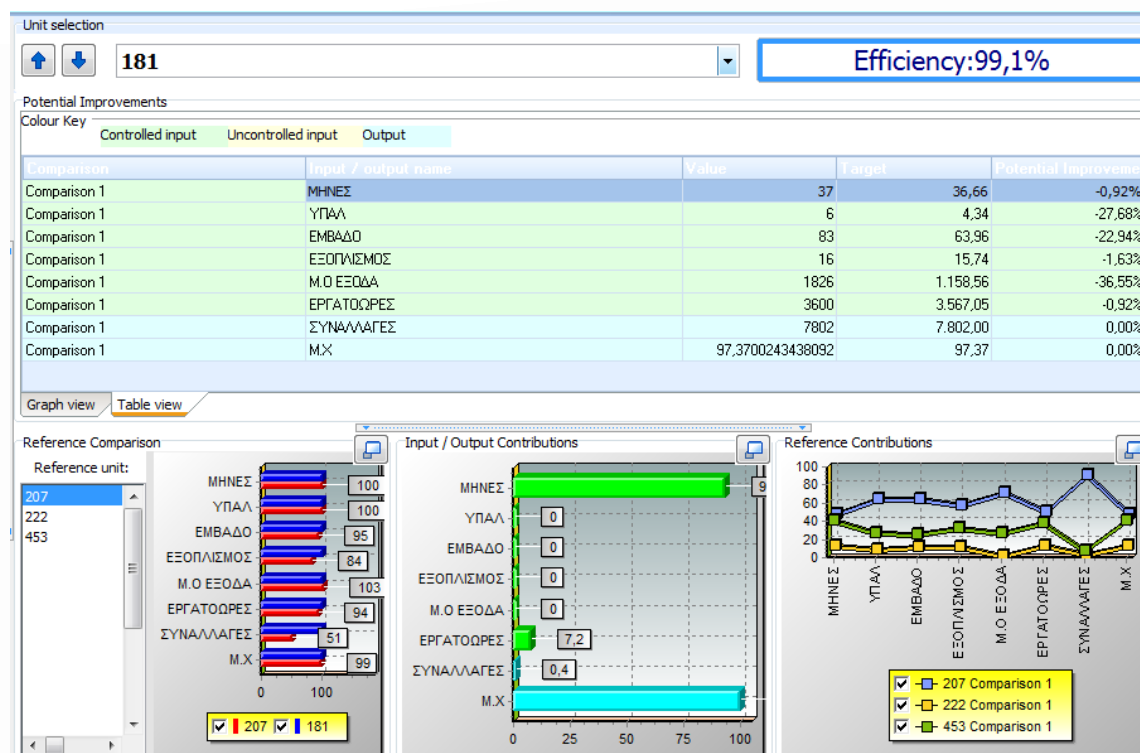 Unit selection
181
Efficiency:99,1%
Potential Improvements
Colour Key
Controlled input Uncontrolled input Output
Comparison Input / output name Value Target Potential Improveme
Comparison 1 ΜΗΝΕΣ 37 36,66 -0,92%
Comparison 1 ΥΠΑΛ 6 4,34 -27,68%
Comparison 1 ΕΜΒΑΔΟ 83 63,96 -22,94%
Comparison 1 ΕΞΟΠΛΙΣΜΟΣ 16 15,74 -1,63%
Comparison 1 Μ.Ο ΕΞΟΔΑ 1826 1.158,56 -36,55%
Comparison 1 ΕΡΓΑΤΟΩΡΕΣ 3600 3.567,05 -0,92%
Comparison 1 ΣΥΝΑΛΛΑΓΕΣ 7802 7.802,00 0,00%
Comparison 1 Μ.Χ 97,3700243438092 97,37 0,00%
Graph view Table view
Reference Comparison
Reference unit:
207
222
453
ΜΗΝΕΣ 100
ΥΠΑΛ 100
ΕΜΒΑΔΟ 95
ΕΞΟΠΛΙΣΜΟΣ 84
Μ.Ο ΕΞΟΔΑ 103
ΕΡΓΑΤΟΩΡΕΣ 94
ΣΥΝΑΛΛΑΓΕΣ 51
Μ.Χ 99
0 100
207 181
Input / Output Contributions
ΜΗΝΕΣ 9
ΥΠΑΛ 0
ΕΜΒΑΔΟ 0
ΕΞΟΠΛΙΣΜΟΣ 0
Μ.Ο ΕΞΟΔΑ 0
ΕΡΓΑΤΟΩΡΕΣ 7,2
ΣΥΝΑΛΛΑΓΕΣ 0,4
Μ.Χ
0 25 50 75 100
Reference Contributions
100
80
60
40
20
0
ΜΗΝΕΣ
ΥΠΑΛ
ΕΜΒΑΔΟ
ΕΞΟΠΛΙΣΜΟΣ
Μ.Ο ΕΞΟΔΑ
ΕΡΓΑΤΟΩΡΕΣ
ΣΥΝΑΛΛΑΓΕΣ
Μ.Χ
207 Comparison 1
222 Comparison 1
453 Comparison 1